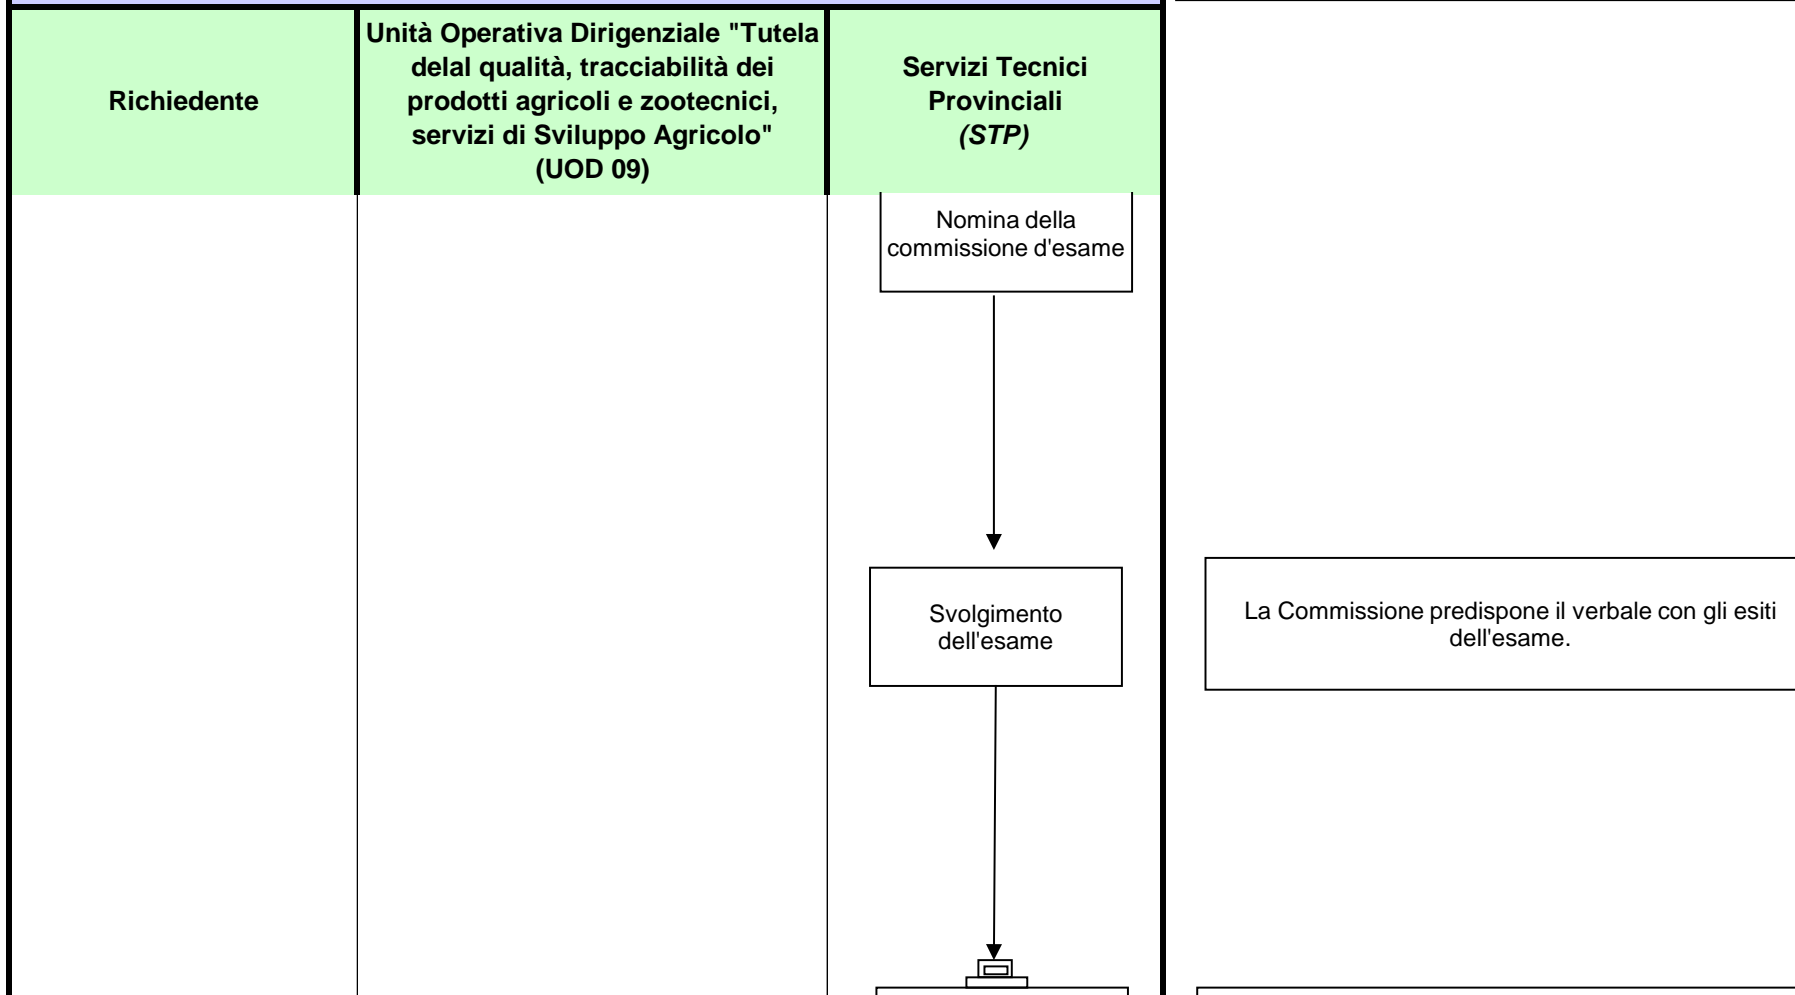 Richiedente
Unità Operativa Dirigenziale "Tutela
delal qualità, tracciabilità dei
prodotti agricoli e zootecnici,
servizi di Sviluppo Agricolo"
(UOD 09)
Servizi Tecnici
Provinciali
(STP)
Nomina della
commissione d'esame
Svolgimento
dell'esame
La Commissione predispone il verbale con gli esiti
dell'esame.